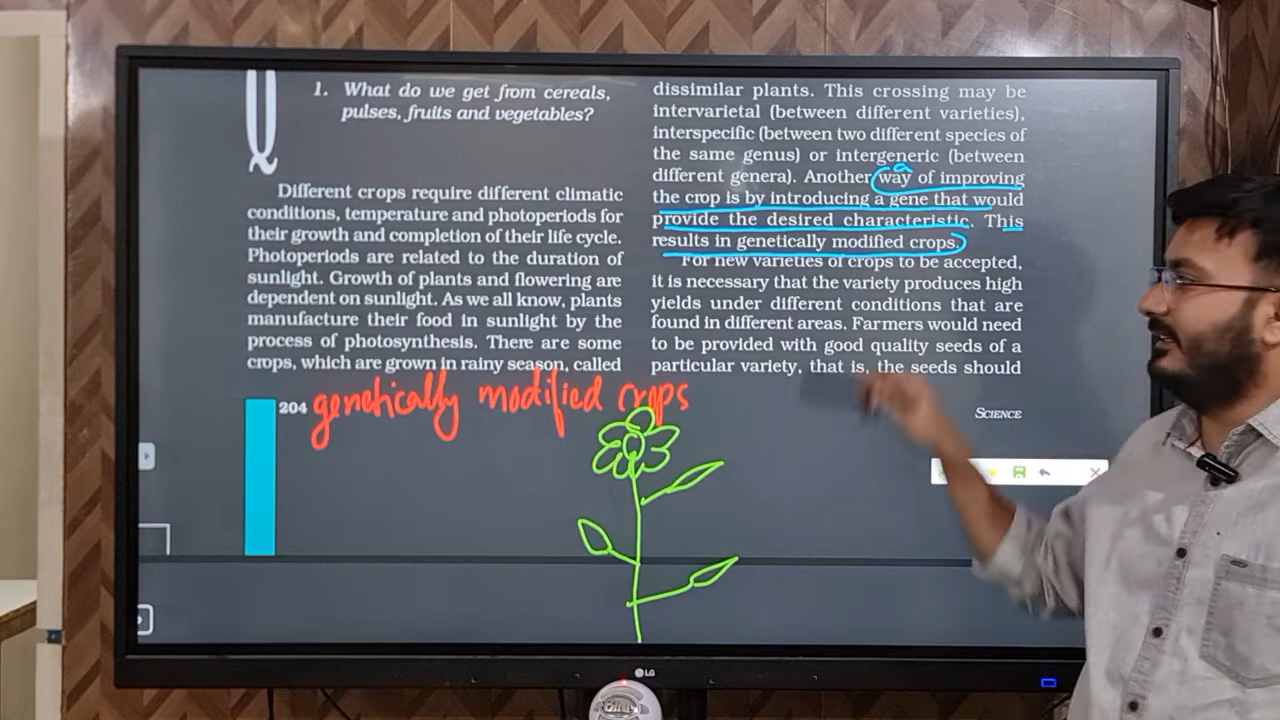 1. What do we get from cereals,
pulses, fruits and vegetables?
Q
Different crops require different climatic
conditions, temperature and photoperiods for
their growth and completion of their life cycle.
Photoperiods are related to the duration of
sunlight. Growth of plants and flowering are
dependent on sunlight. As we all know, plants
manufacture their food in sunlight by the
process of photosynthesis. There are some
crops, which are grown in rainy season, called
204
genetically modified crops
dissimilar plants. This crossing may be
intervarietal (between different varieties),
interspecific (between two different species of
the same genus) or intergeneric (between
different genera). Another way of improving
a
the crop is by introducing a gene that would
provide the desired characteristic. This
results in genetically modified crops.
For new varieties of crops to be accepted,
it is necessary that the variety produces high
yields under different conditions that are
found in different areas. Farmers would need
to be provided with good quality seeds of a
particular variety, that is, the seeds should
SCIENCE
LG